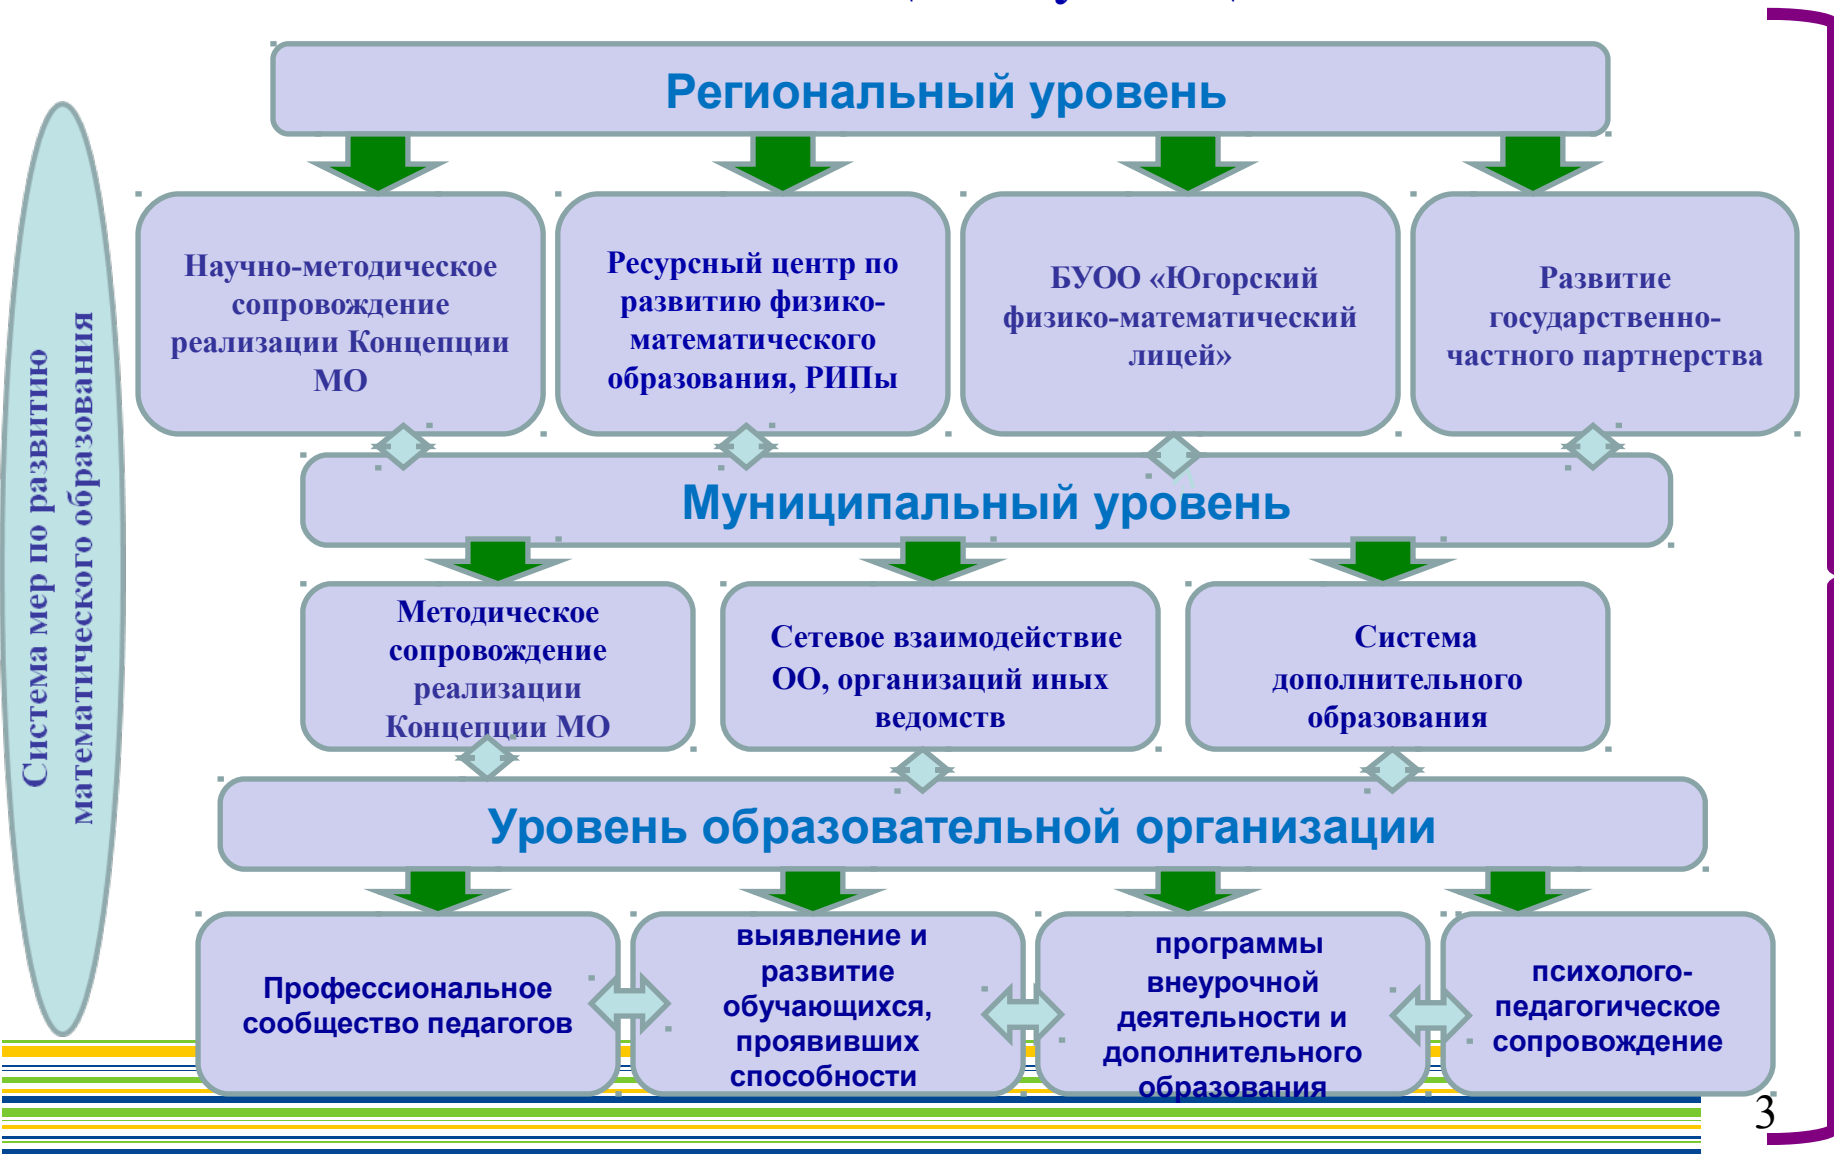 Региональный уровень
Научно-методическое
сопровождение
реализации Концепции
МО
Ресурсный центр по
развитию физико-
математического
образования, РИПы
БУОО «Югорский
физико-математический
лицей»
Развитие
государственно-
частного партнерства
Система мер по развитию
математического образования
Муниципальный уровень
Методическое
сопровождение
реализации
Концепции МО
Сетевое взаимодействие
ОО, организаций иных
ведомств
Система
дополнительного
образования
Уровень образовательной организации
Профессиональное
сообщество педагогов
выявление и
развитие
обучающихся,
проявивших
способности
программы
внеурочной
деятельности и
дополнительного
образования
психолого-
педагогическое
сопровождение
3